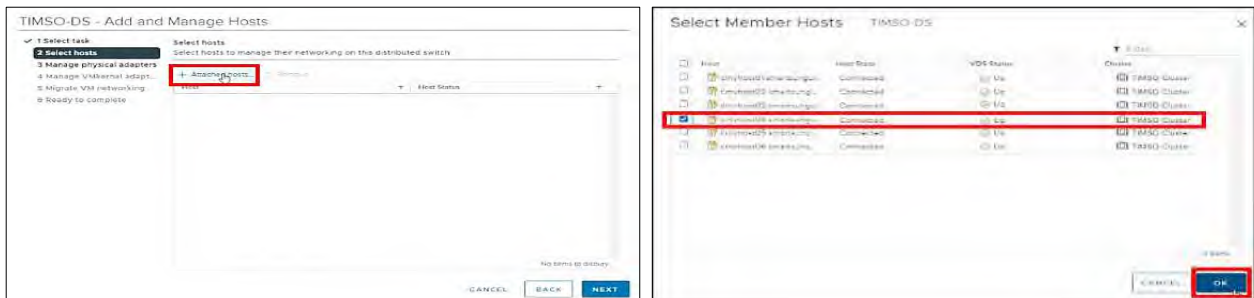 TIMSO-DS - Add and Manage Hosts
✓ 1 Select task
2 Select hosts
3 Manage physical adapters
4 Manage VMkernel adapt...
5 Migrate VM networking
6 Ready to complete
Select hosts
Select hosts to manage their networking on this distributed switch.
+ Attached hosts...
Remove
Host
Host Status
No items to display
CANCEL
BACK
NEXT
Select Member Hosts TIMSO-DS
Filter
Host
Host State
VDS Status
Cluster
Connected Up TIMSO-Cluster
Connected Up TIMSO-Cluster
Connected Up TIMSO-Cluster
Connected Up TIMSO-Cluster
Connected Up TIMSO-Cluster
Connected Up TIMSO-Cluster
items
CANCEL
OK